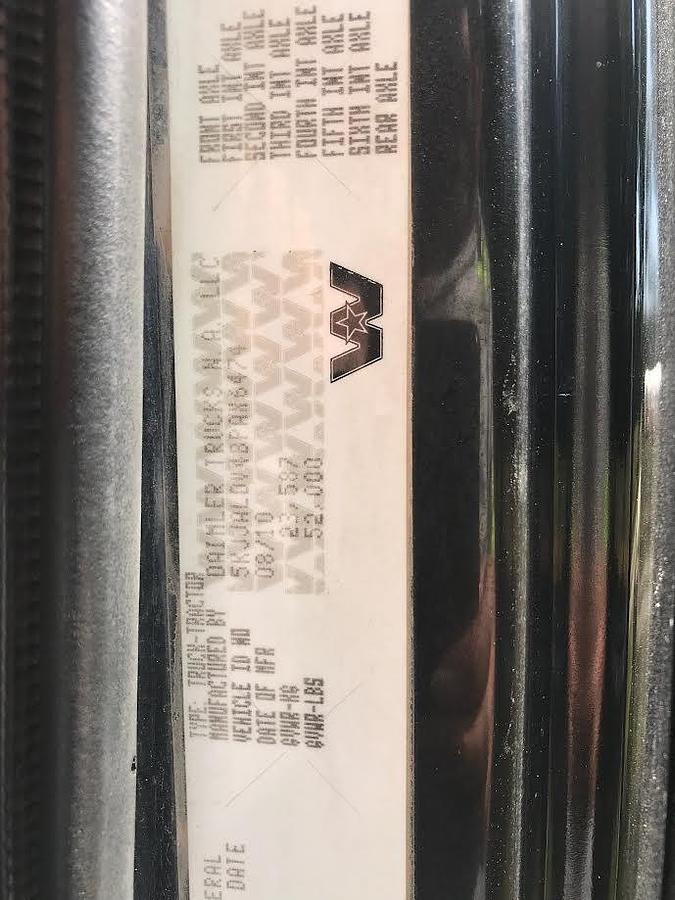 ERAL
DATE
TYPE: TRUCK-TRACTOR
MANUFACTURED BY DAIMLER TRUCKS N A LLC
VEHICLE ID NO
DATE OF MFR 08/10
GVWR-KG 23,587
GVWR-LBS 52,000
FRONT AXLE
FIRST INT AXLE
SECOND INT AXLE
THIRD INT AXLE
FOURTH INT AXLE
FIFTH INT AXLE
SIXTH INT AXLE
REAR AXLE